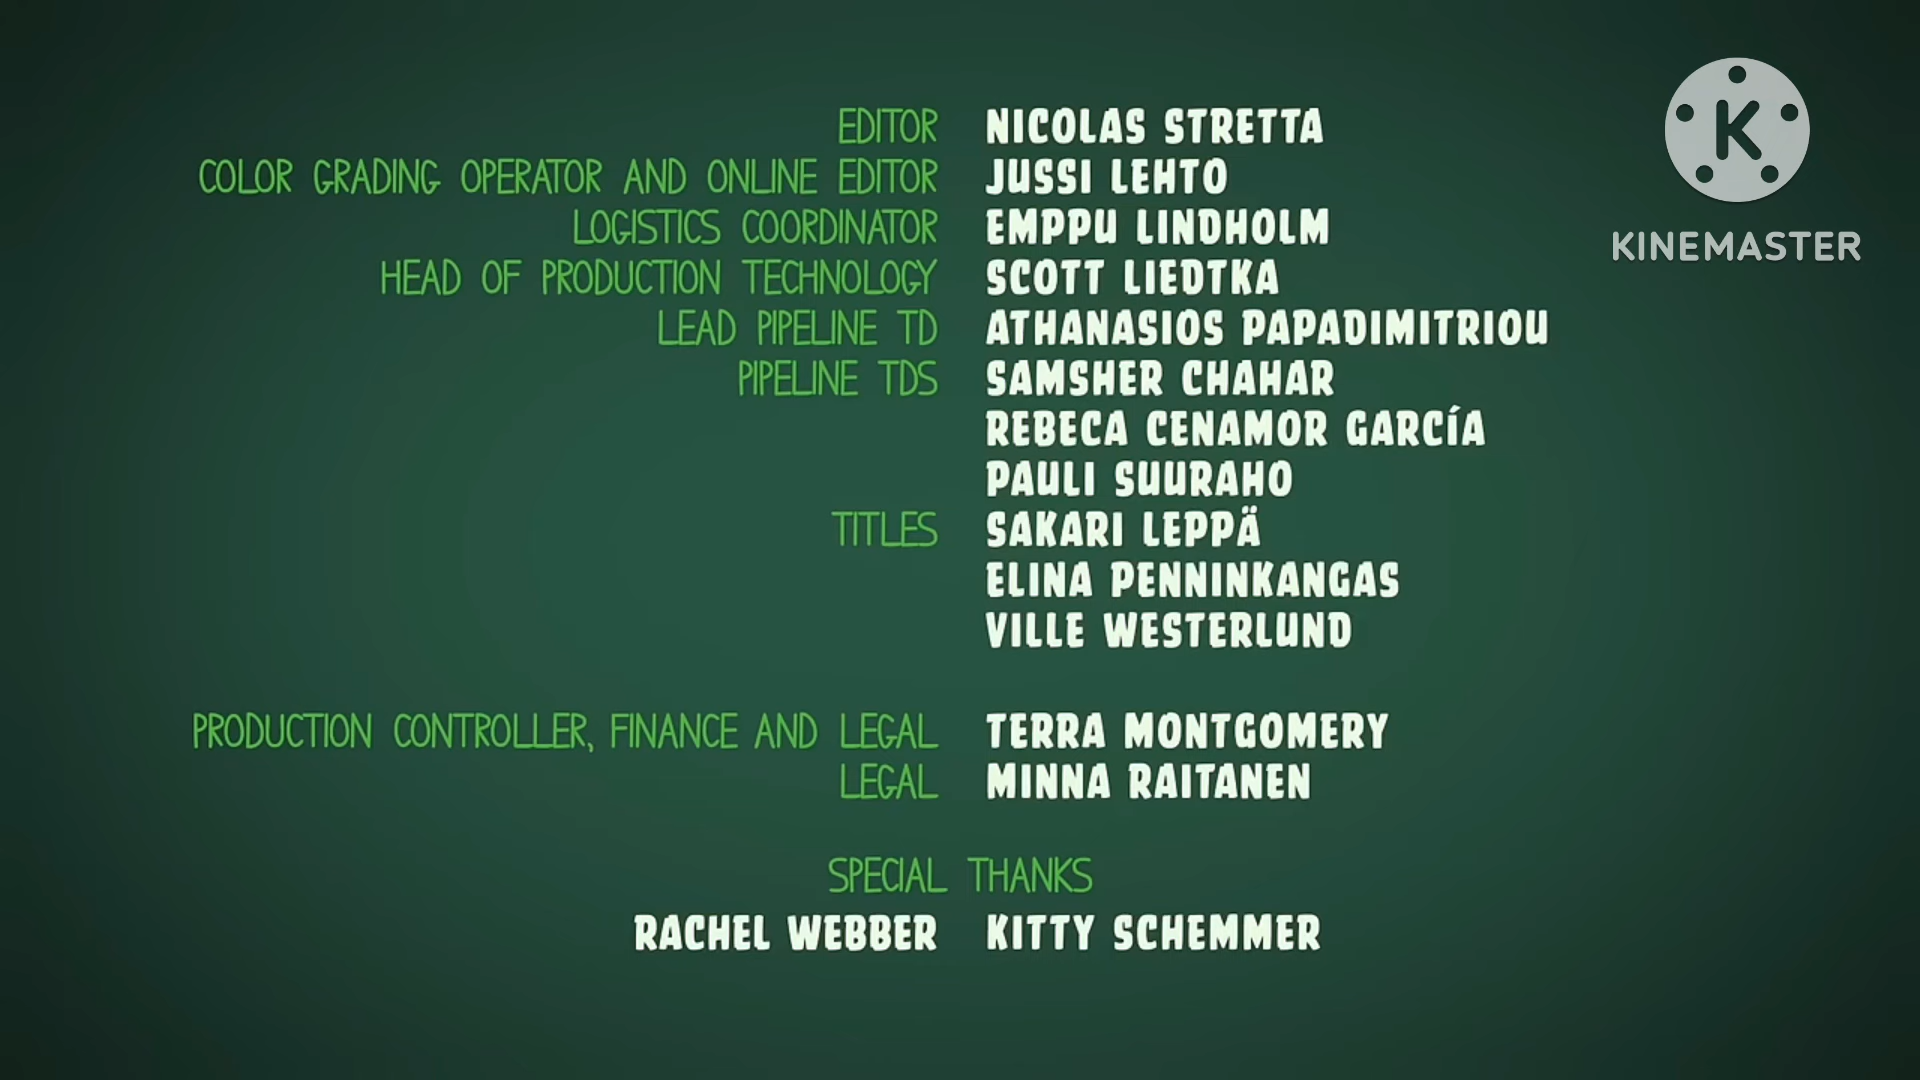 EDITOR NICOLAS STRETTA
COLOR GRADING OPERATOR AND ONLINE EDITOR JUSSI LEHTO
LOGISTICS COORDINATOR EMPPU LINDHOLM
HEAD OF PRODUCTION TECHNOLOGY SCOTT LIEDTKA
LEAD PIPELINE TD ATHANASIOS PAPADIMITRIOU
PIPELINE TDS SAMSHER CHAHAR
REBECA CENAMOR GARCÍA
PAULI SUURAHO
TITLES SAKARI LEPPÄ
ELINA PENNINKANGAS
VILLE WESTERLUND
PRODUCTION CONTROLLER, FINANCE AND LEGAL TERRA MONTGOMERY
LEGAL MINNA RAITANEN
SPECIAL THANKS
RACHEL WEBBER KITTY SCHEMMER
K
KINEMASTER